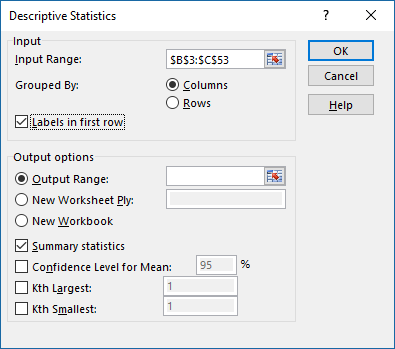 Descriptive Statistics
?
Input
Input Range: $B$3:$C$53
Grouped By: Columns
Rows
Labels in first row
OK
Cancel
Help
Output options
Output Range:
New Worksheet Ply:
New Workbook
Summary statistics
Confidence Level for Mean: 95 %
Kth Largest: 1
Kth Smallest: 1